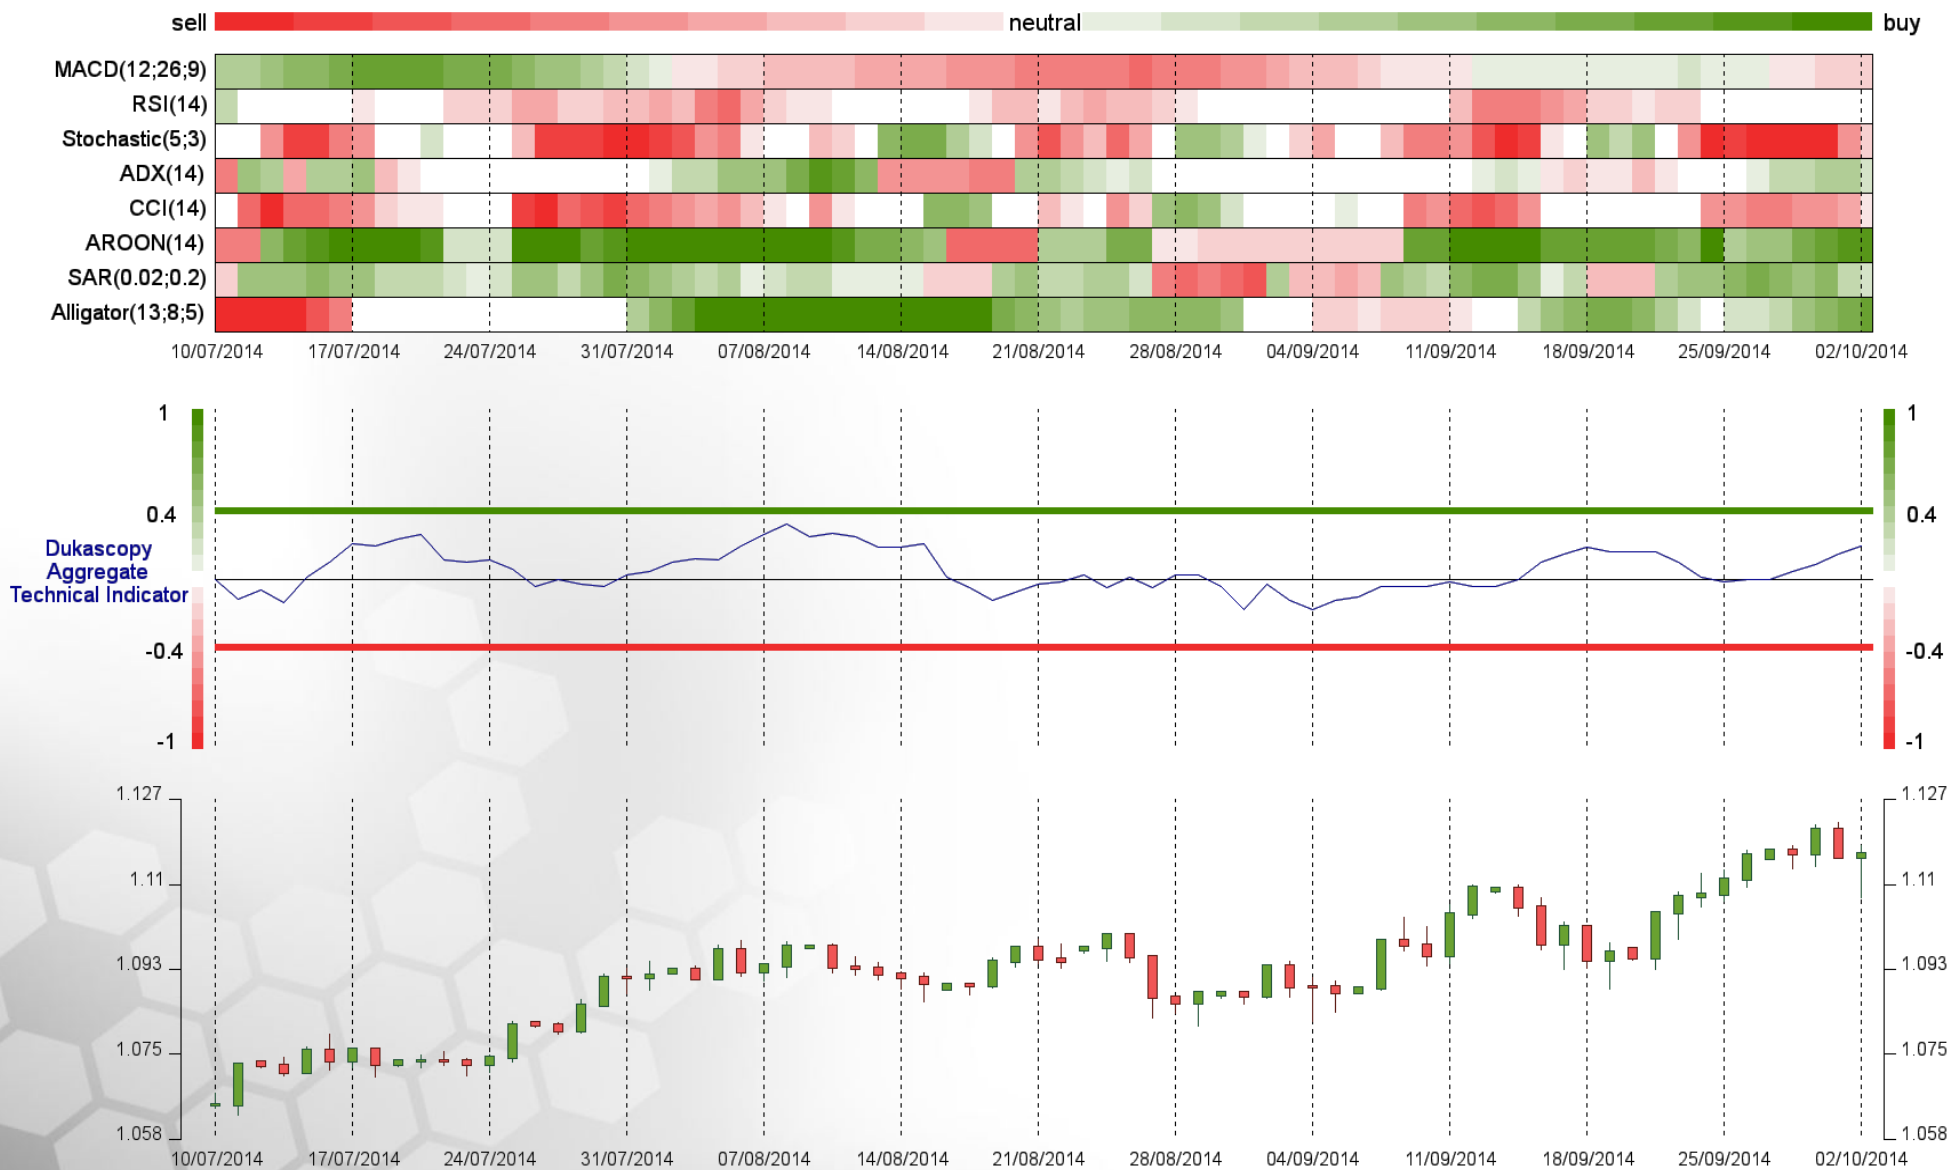 sell neutral buy
MACD(12;26;9)
RSI(14)
Stochastic(5;3)
ADX(14)
CCI(14)
AROON(14)
SAR(0.02;0.2)
Alligator(13;8;5)
10/07/2014 17/07/2014 24/07/2014 31/07/2014 07/08/2014 14/08/2014 21/08/2014 28/08/2014 04/09/2014 11/09/2014 18/09/2014 25/09/2014 02/10/2014
1 1
0.4 0.4
Dukascopy
Aggregate
Technical Indicator
-0.4 -0.4
-1 -1
1.127 1.127
1.11 1.11
1.093 1.093
1.075 1.075
1.058 1.058
10/07/2014 17/07/2014 24/07/2014 31/07/2014 07/08/2014 14/08/2014 21/08/2014 28/08/2014 04/09/2014 11/09/2014 18/09/2014 25/09/2014 02/10/2014